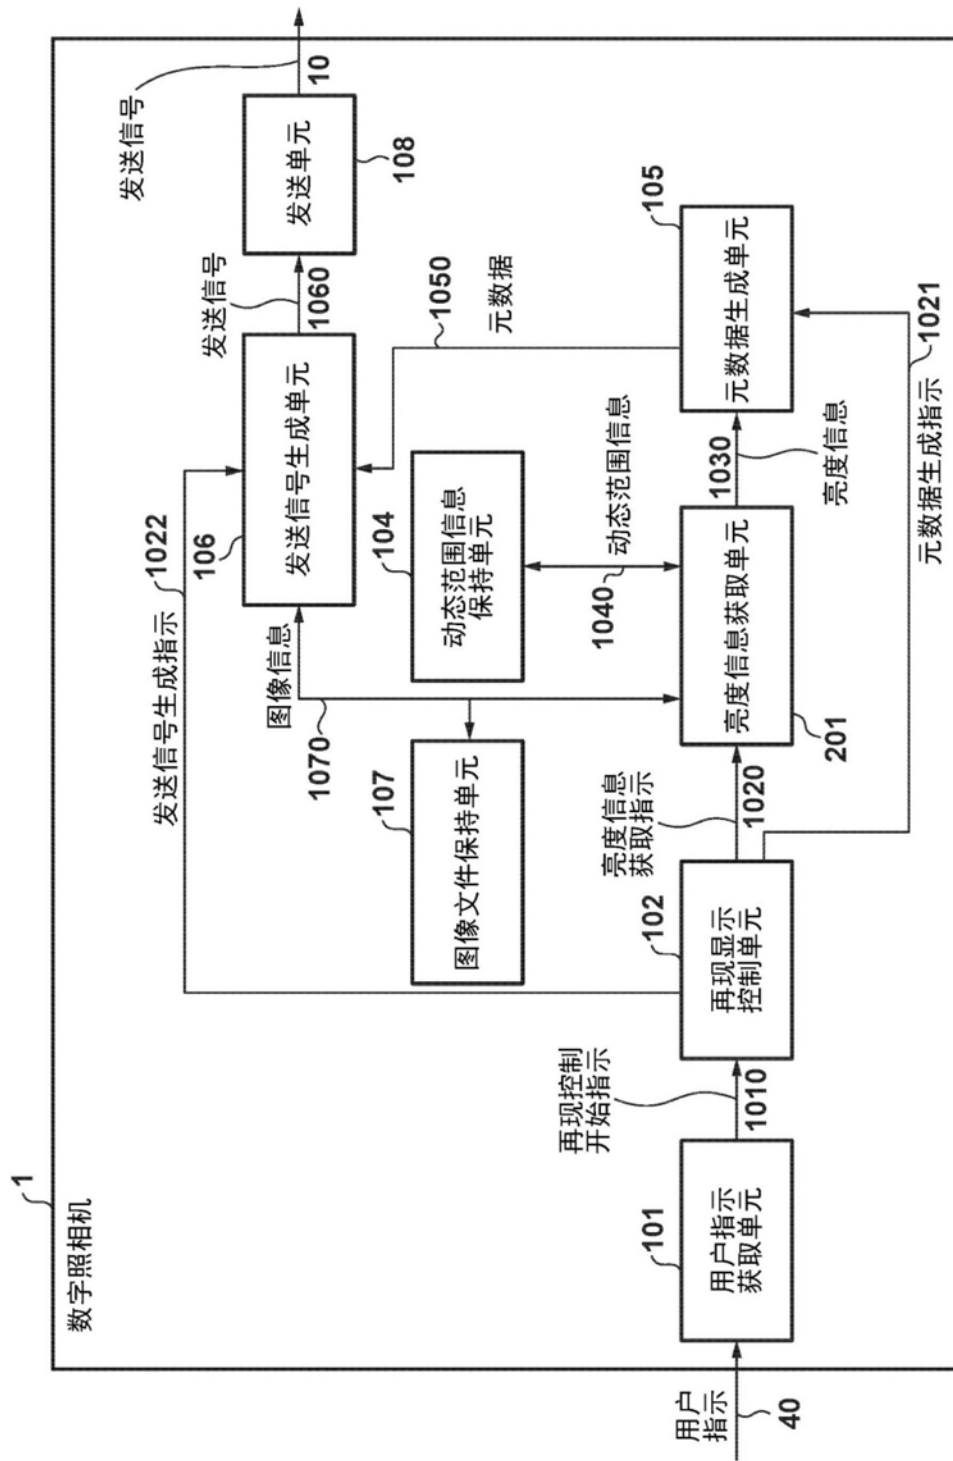 1
数字照相机
用户
指示
40
101
用户指示
获取单元
再现控制
开始指示
1010
102
再现显示
控制单元
亮度信息
获取指示
1020
201
亮度信息获取单元
1030
亮度信息
105
元数据生成单元
1021
元数据生成指示
107
图像文件保持单元
1070
图像信息
104
动态范围信息
保持单元
1040
动态范围信息
1050
元数据
1022
发送信号生成指示
106
发送信号生成单元
1060
发送信号
108
发送单元
10
发送信号